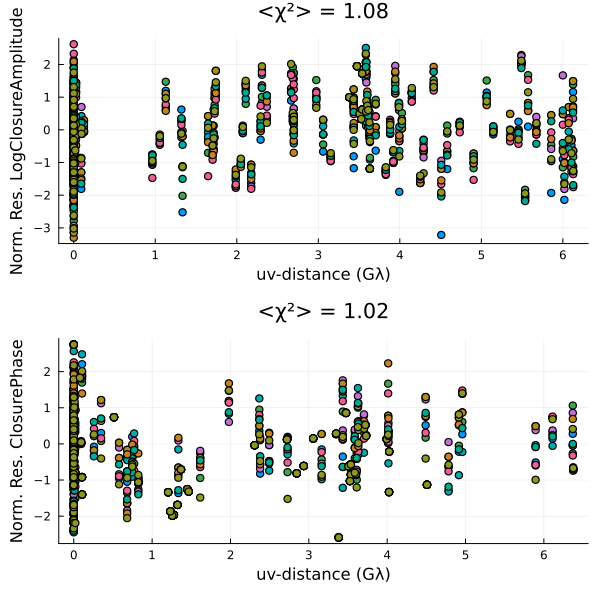 <χ²> = 1.08
Norm. Res. LogClosureAmplitude
2
1
0
−1
−2
−3
0 1 2 3 4 5 6
uv-distance (Gλ)
<χ²> = 1.02
Norm. Res. ClosurePhase
2
1
0
−1
−2
0 1 2 3 4 5 6
uv-distance (Gλ)